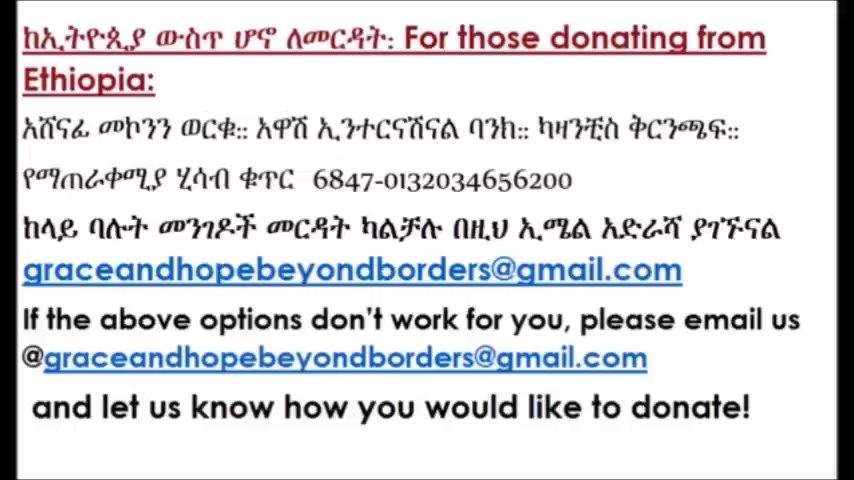 ከኢትዮጲያ ውስጥ ሆኖ ለመርዳት: For those donating from
Ethiopia:
አሸናፊ መኮንን ወርቁ:: አዋሽ ኢንተርናሽናል ባንክ:: ካዛንቺስ ቅርንጫፍ::
የማጠራቀሚያ ሂሳብ ቁጥር 6847-0132034656200
ከላይ ባሉት መንገዶች መርዳት ካልቻሉ በዚህ ኢሜል አድራሻ ያገኙናል
graceandhopebeyondborders@gmail.com
If the above options don't work for you, please email us
@graceandhopebeyondborders@gmail.com
and let us know how you would like to donate!